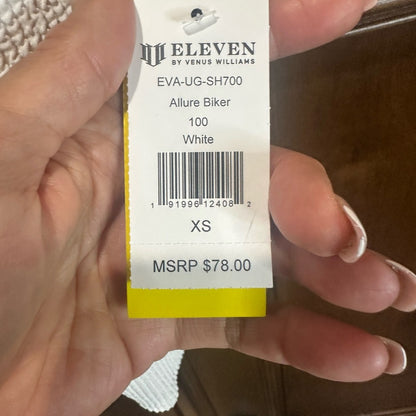 ELEVEN
BY VENUS WILLIAMS
EVA-UG-SH700
Allure Biker
100
White
1 91996 12408 2
XS
MSRP $78.00